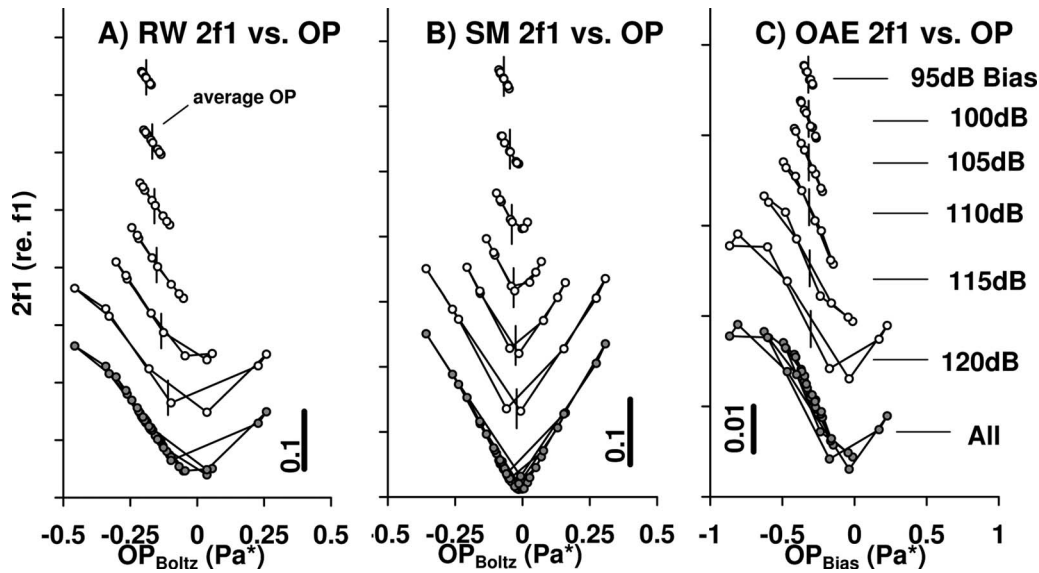 A) RW 2f1 vs. OP
B) SM 2f1 vs. OP
C) OAE 2f1 vs. OP
average OP
95dB Bias
100dB
105dB
110dB
115dB
120dB
All
2f1 (re. f1)
0.1
0.1
0.01
-0.5 -0.25 0 0.25 0.5
-0.5 -0.25 0 0.25 0.5
-1 -0.5 0 0.5 1
OPBoltz (Pa*)
OPBoltz (Pa*)
OPBias (Pa*)